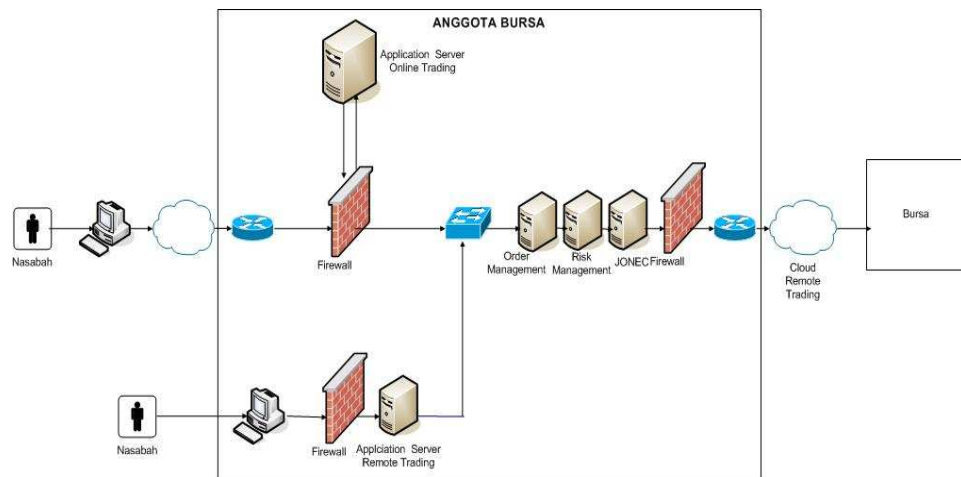 ANGGOTA BURSA
Application Server
Online Trading
Nasabah
Firewall
Order
Management
Risk
Management
JONEC
Firewall
Cloud
Remote
Trading
Bursa
Nasabah
Firewall
Applciation Server
Remote Trading